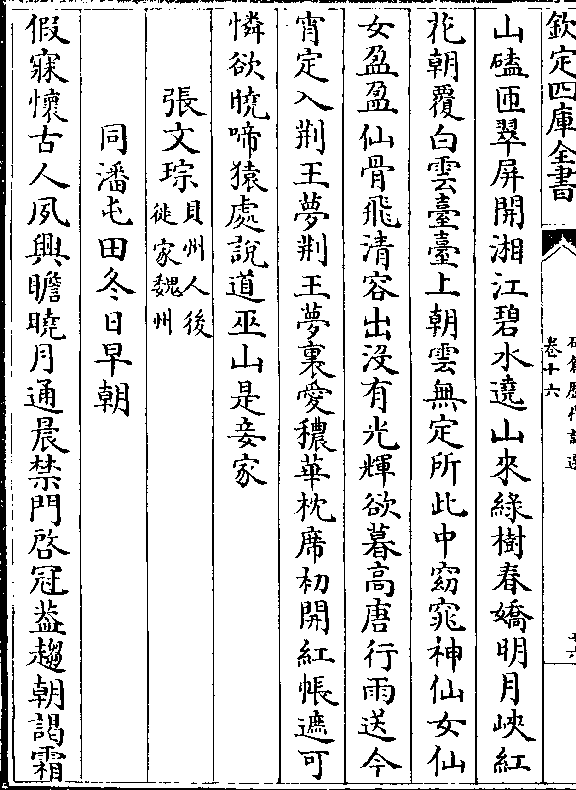 欽定四庫全書
卷十六
山磕匝翠屏開湘江碧水遶山來綠樹春嬌明月峽紅
花朝覆白雲臺臺上朝雲無定所此中窈窕神仙女仙
女盈盈仙骨飛清容出沒有光輝欲暮高唐行雨送今
宵定入荆王夢荆王夢裏愛穠華枕席初開紅帳遮可
憐欲曉啼猿處說道巫山是妾家
張文琮貝州人後
徙家魏州
同潘屯田冬日早朝
假寐懷古人夙興瞻曉月通晨禁門啓冠葢趨朝謁霜